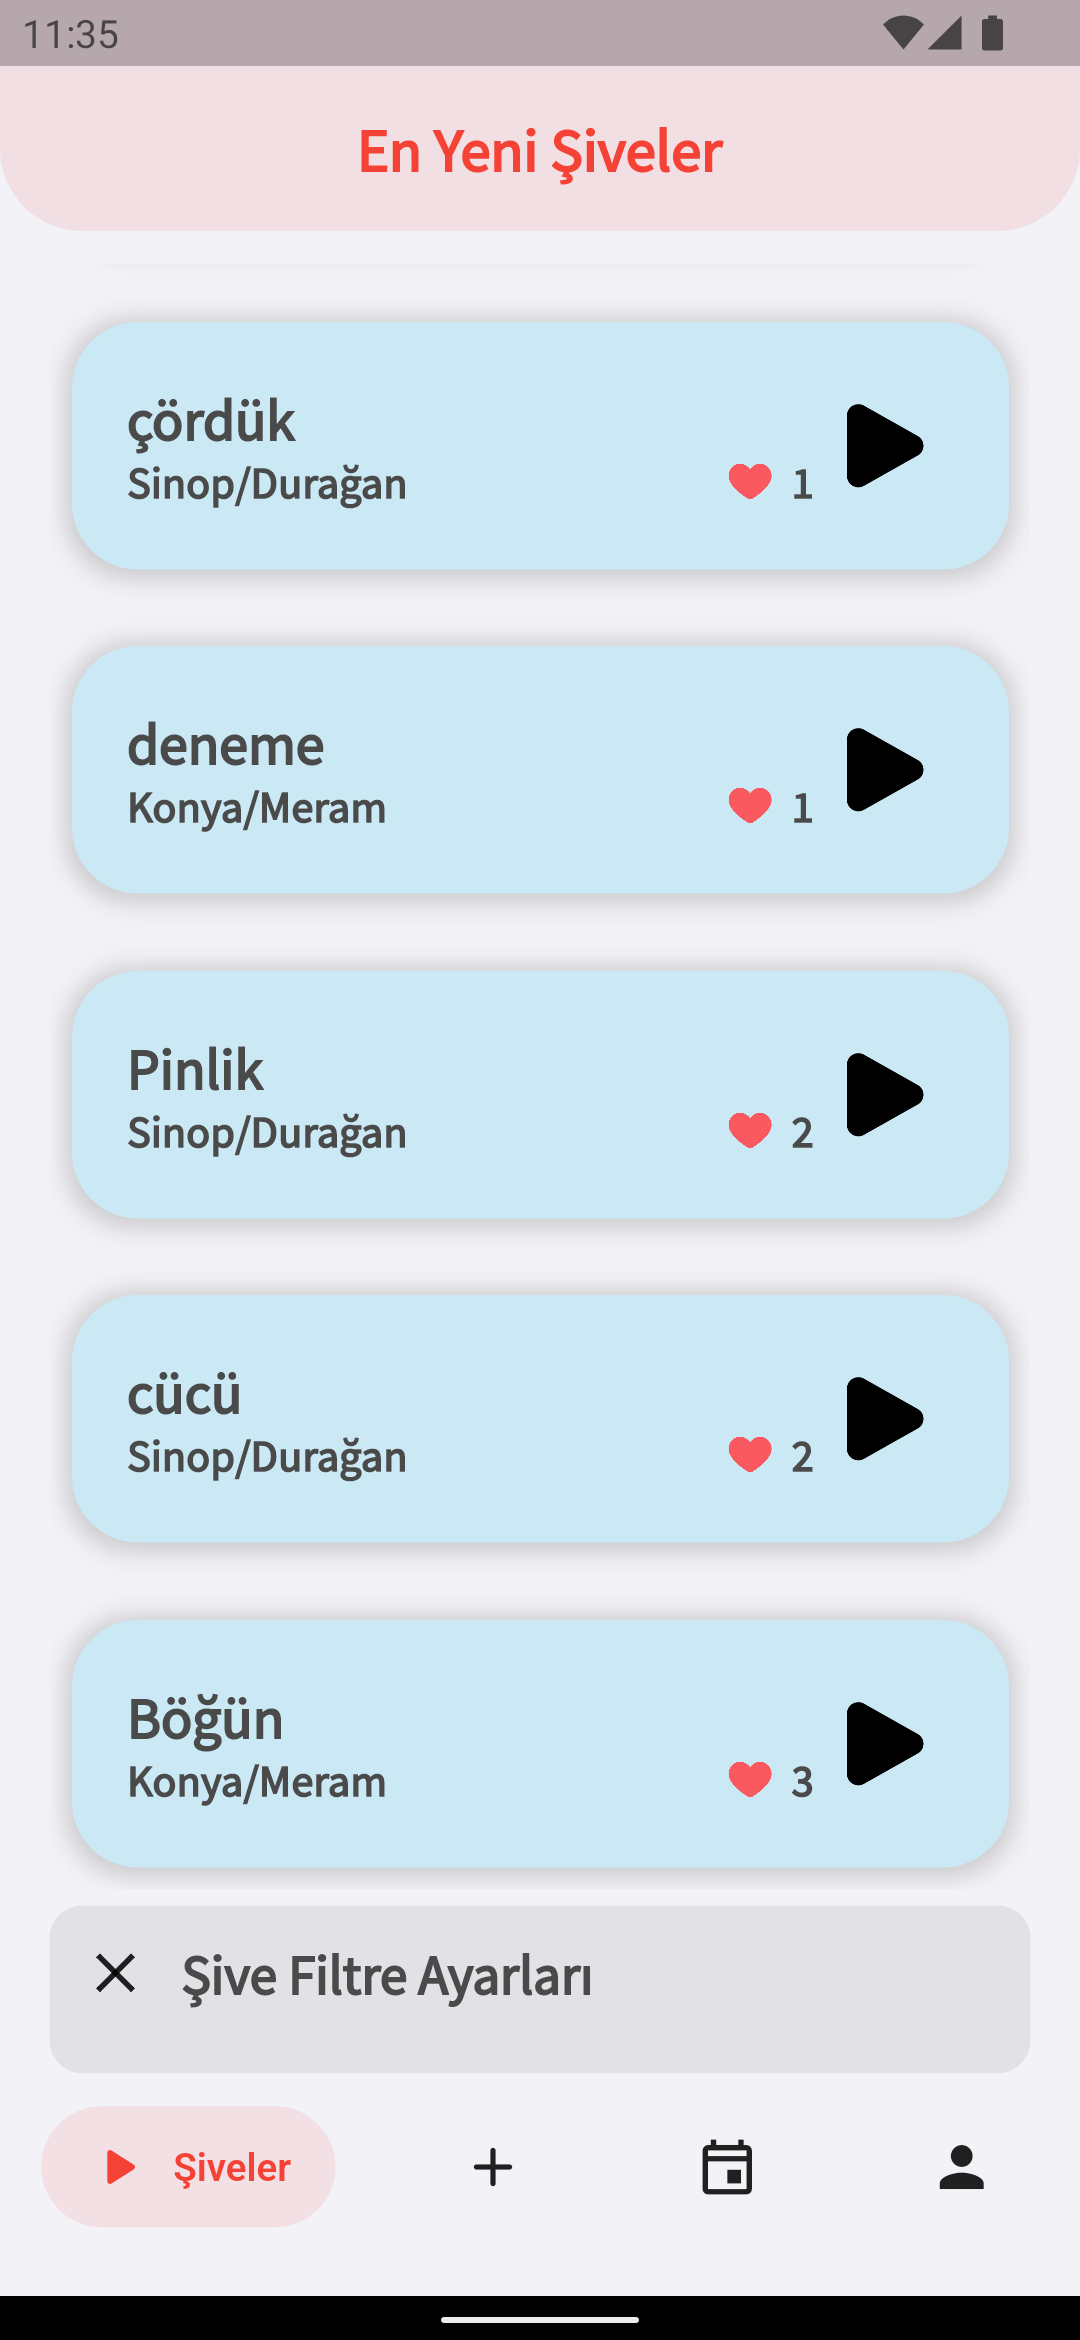 11:35
En Yeni Şiveler
çördük
Sinop/Durağan
1
deneme
Konya/Meram
1
Pinlik
Sinop/Durağan
2
cücü
Sinop/Durağan
2
Böğün
Konya/Meram
3
Şive Filtre Ayarları
Şiveler